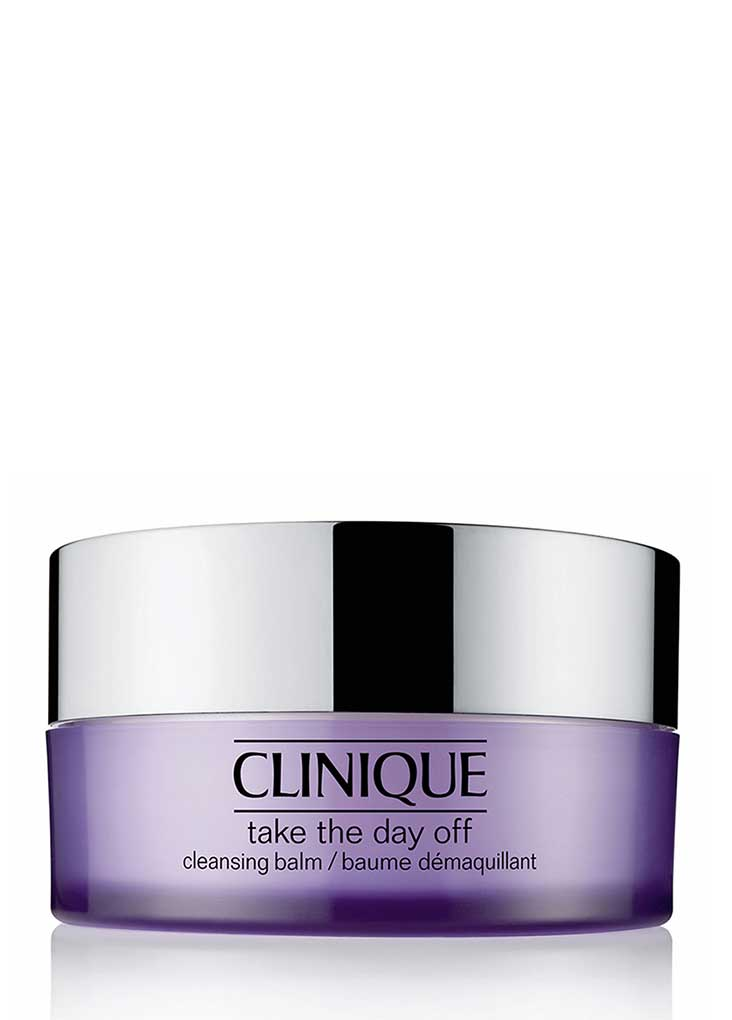 CLINIQUE
take the day off
cleansing balm / baume démaquillant